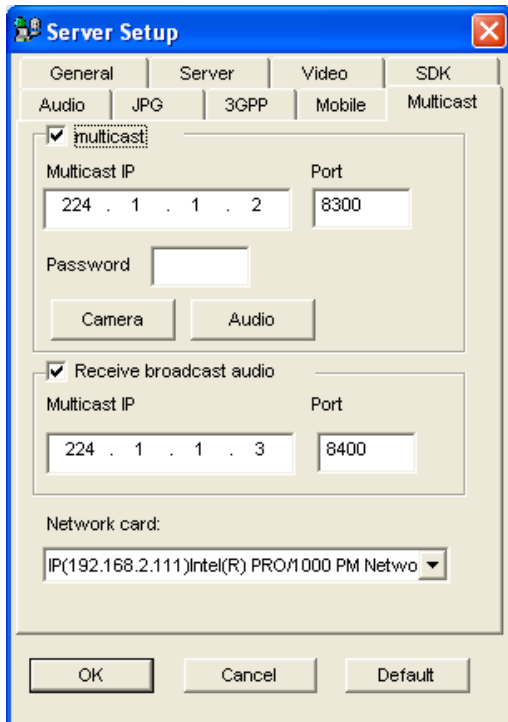 Server Setup
General Server Video SDK
Audio JPG 3GPP Mobile Multicast
multicast
Multicast IP Port
224 . 1 . 1 . 2 8300
Password
Camera Audio
Receive broadcast audio
Multicast IP Port
224 . 1 . 1 . 3 8400
Network card:
IP(192.168.2.111)Intel(R) PRO/1000 PM Netwo
OK Cancel Default